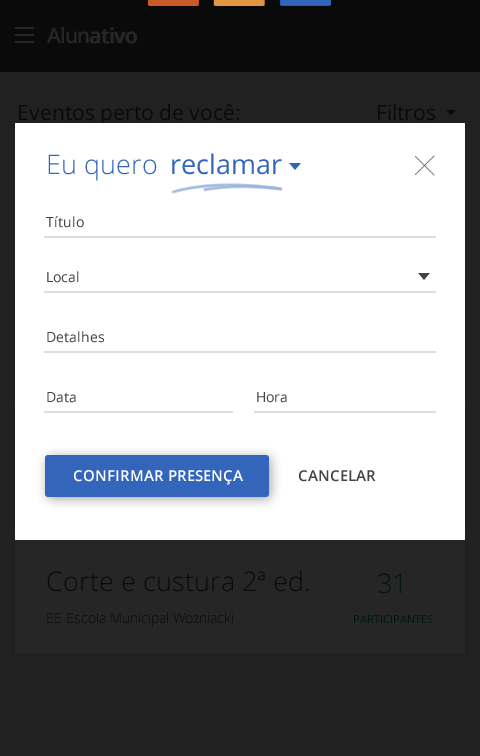 Alunativo
Eventos perto de você: Filtros
Eu quero reclamar
Título
Local
Detalhes
Data Hora
CONFIRMAR PRESENÇA CANCELAR
Corte e custura 2ª ed. 31
EE Escola Municipal Wozniacki PARTICIPANTES